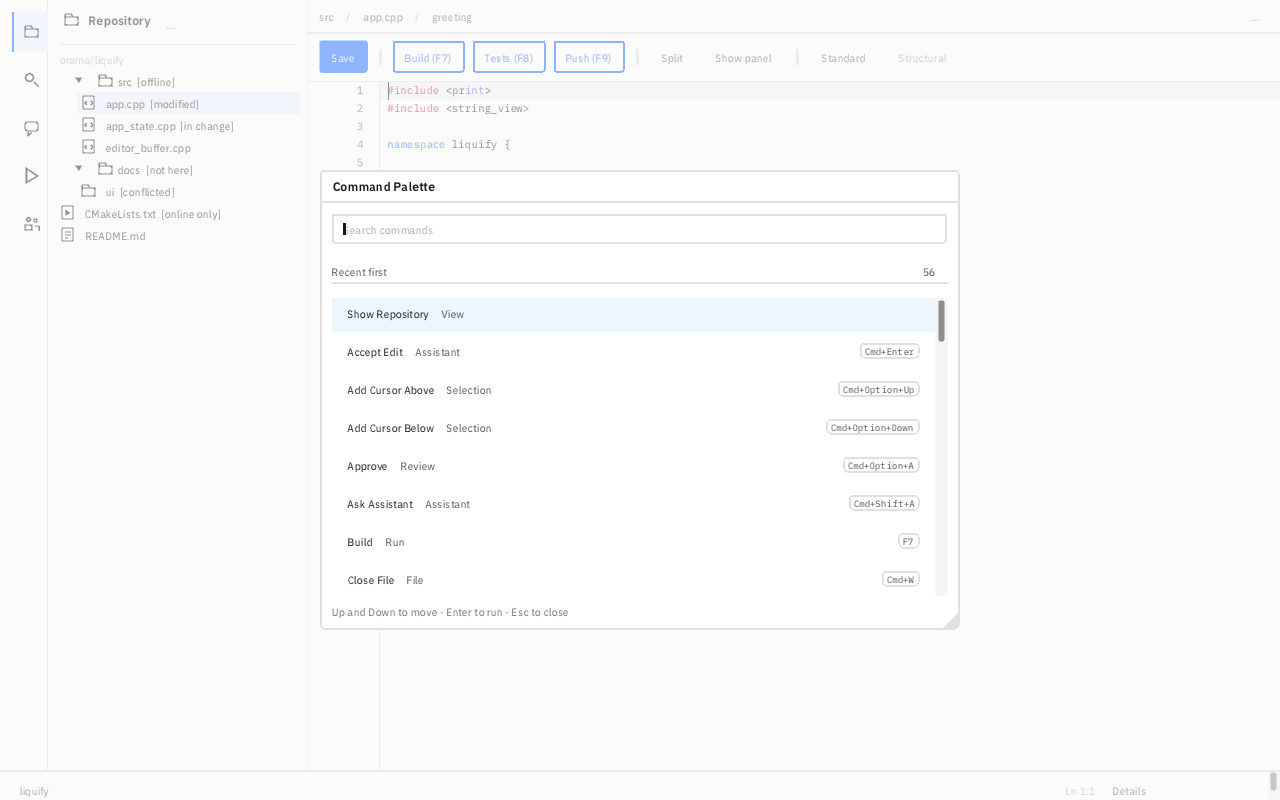 Repository
...
src / app.cpp / greeting
...
Save
Build (F7)
Tests (F8)
Push (F9)
Split
Show panel
Standard
Structural
orama/liquify
src [offline]
app.cpp [modified]
app_state.cpp [in change]
editor_buffer.cpp
docs [not here]
ui [conflicted]
CMakeLists.txt [online only]
README.md
1 #include <print>
2 #include <string_view>
3
4 namespace liquify {
5
Command Palette
Search commands
Recent first 56
Show Repository View
Accept Edit Assistant Cmd+Enter
Add Cursor Above Selection Cmd+Option+Up
Add Cursor Below Selection Cmd+Option+Down
Approve Review Cmd+Option+A
Ask Assistant Assistant Cmd+Shift+A
Build Run F7
Close File File Cmd+W
Up and Down to move · Enter to run · Esc to close
liquify
Ln 1:1
Details